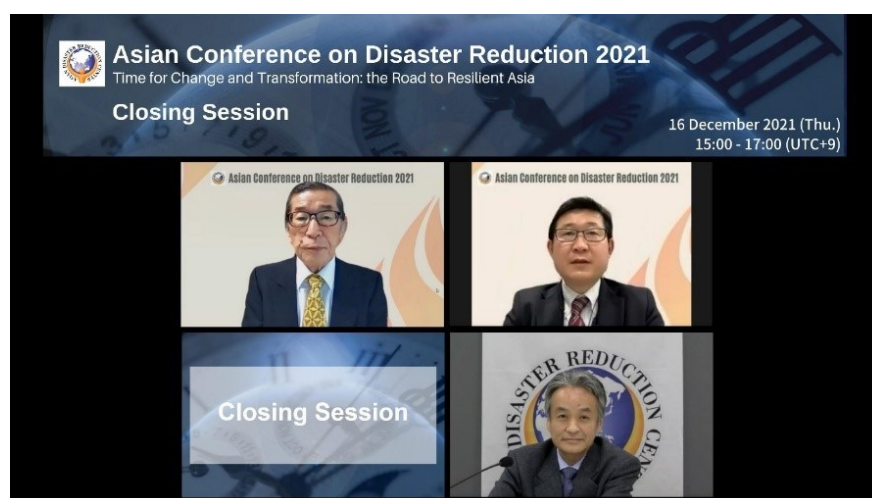 Asian Conference on Disaster Reduction 2021
Time for Change and Transformation: the Road to Resilient Asia
Closing Session
16 December 2021 (Thu.)
15:00 - 17:00 (UTC+9)
Asian Conference on Disaster Reduction 2021
Asian Conference on Disaster Reduction 2021
Closing Session
DISASTER REDUCTION CEN